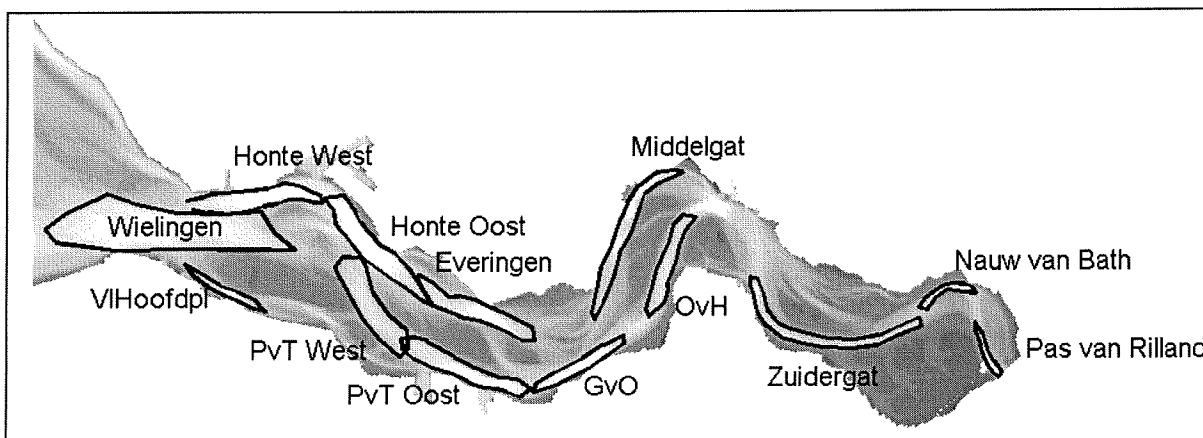 Middelgat
Honte West
Wielingen
Honte Oost
Everingen
Nauw van Bath
VlHoofdpl
OvH
PvT West
Pas van Rilland
Zuidergat
PvT Oost
GvO